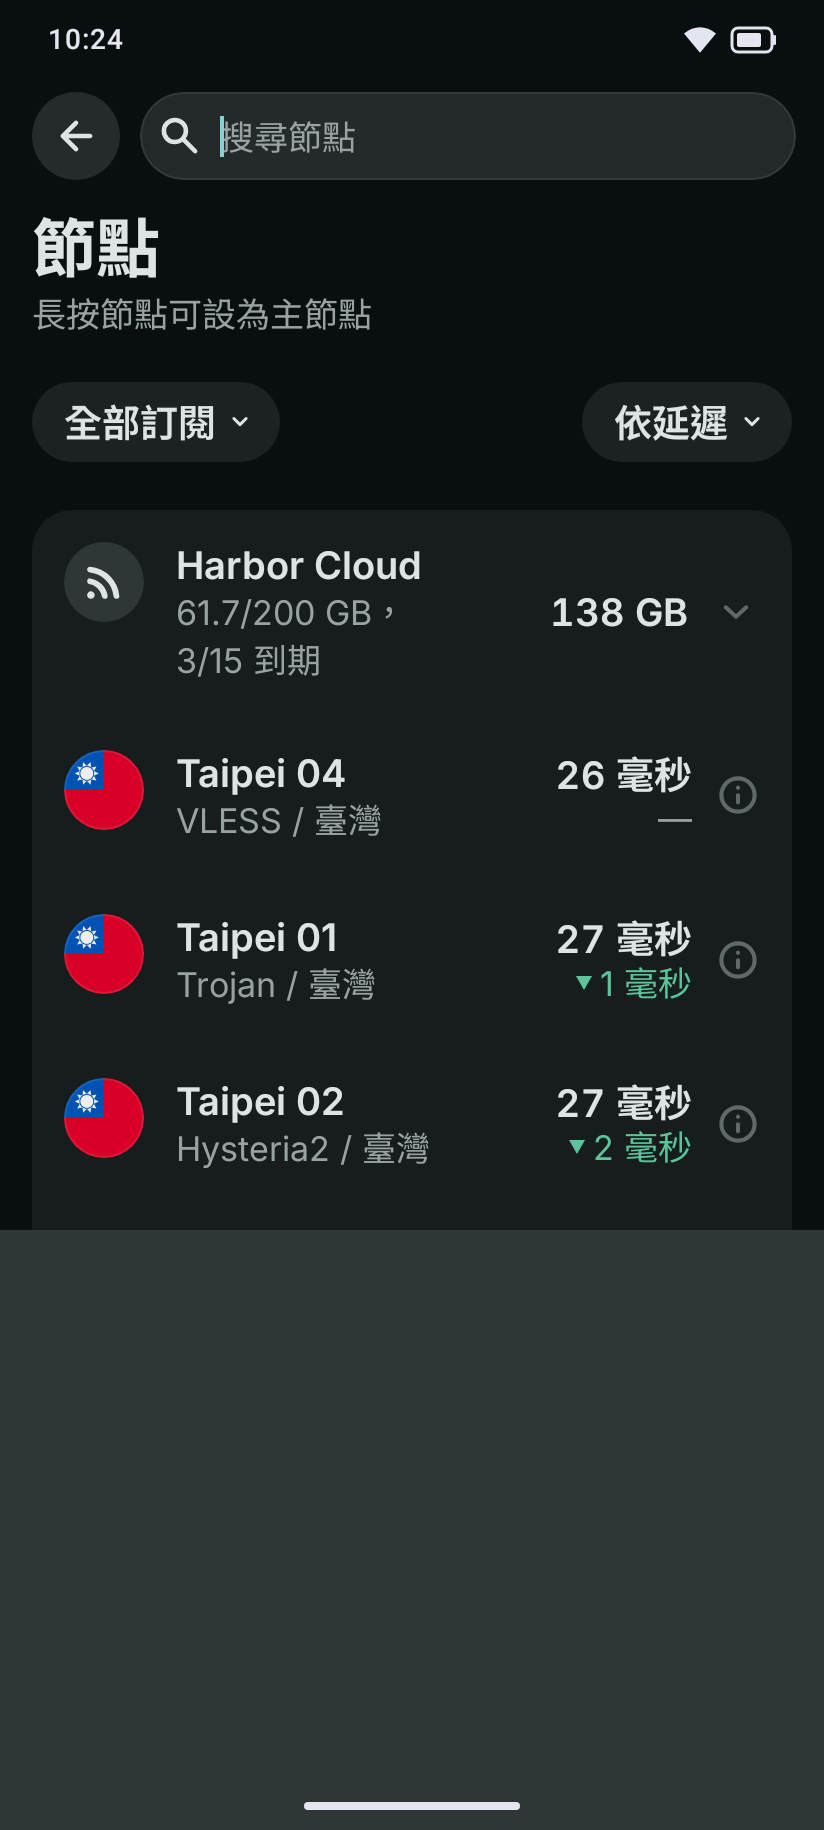 10:24
搜尋節點
節點
長按節點可設為主節點
全部訂閱
依延遲
Harbor Cloud
61.7/200 GB，
3/15 到期
138 GB
Taipei 04
VLESS / 臺灣
26 毫秒
—
Taipei 01
Trojan / 臺灣
27 毫秒
▼1 毫秒
Taipei 02
Hysteria2 / 臺灣
27 毫秒
▼2 毫秒